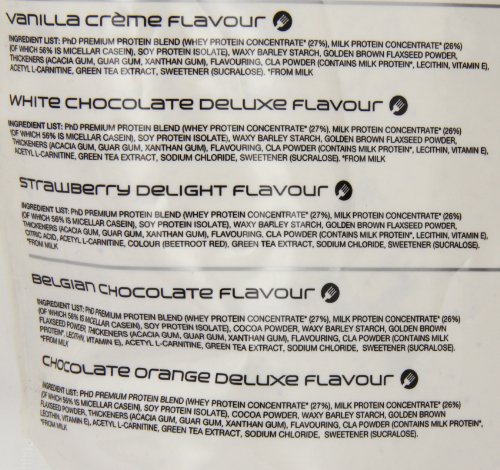 Vanilla Crème Flavour
INGREDIENT LIST: PhD PREMIUM PROTEIN BLEND (WHEY PROTEIN CONCENTRATE* (27%), MILK PROTEIN CONCENTRATE* (26%)
(OF WHICH 56% IS MICELLAR CASEIN), SOY PROTEIN ISOLATE), WAXY BARLEY STARCH, GOLDEN BROWN FLAXSEED POWDER,
THICKENERS (ACACIA GUM, GUAR GUM, XANTHAN GUM), FLAVOURING, CLA POWDER (CONTAINS MILK PROTEIN*, LECITHIN, VITAMIN E),
ACETYL L-CARNITINE, GREEN TEA EXTRACT, SWEETENER (SUCRALOSE). *FROM MILK
White Chocolate Deluxe Flavour
INGREDIENT LIST: PhD PREMIUM PROTEIN BLEND (WHEY PROTEIN CONCENTRATE* (27%), MILK PROTEIN CONCENTRATE* (26%)
(OF WHICH 56% IS MICELLAR CASEIN), SOY PROTEIN ISOLATE), WAXY BARLEY STARCH, GOLDEN BROWN FLAXSEED POWDER,
THICKENERS (ACACIA GUM, GUAR GUM, XANTHAN GUM), FLAVOURING, CLA POWDER (CONTAINS MILK PROTEIN*, LECITHIN, VITAMIN E),
ACETYL L-CARNITINE, GREEN TEA EXTRACT, SODIUM CHLORIDE, SWEETENER (SUCRALOSE). *FROM MILK
Strawberry Delight Flavour
INGREDIENT LIST: PhD PREMIUM PROTEIN BLEND (WHEY PROTEIN CONCENTRATE* (27%), MILK PROTEIN CONCENTRATE* (26%)
(OF WHICH 56% IS MICELLAR CASEIN), SOY PROTEIN ISOLATE), WAXY BARLEY STARCH, GOLDEN BROWN FLAXSEED POWDER,
THICKENERS (ACACIA GUM, GUAR GUM, XANTHAN GUM), FLAVOURING, CLA POWDER (CONTAINS MILK PROTEIN*, LECITHIN, VITAMIN E),
CITRIC ACID, ACETYL L-CARNITINE, COLOUR (BEETROOT RED), GREEN TEA EXTRACT, SODIUM CHLORIDE, SWEETENER (SUCRALOSE).
*FROM MILK
Belgian Chocolate Flavour
INGREDIENT LIST: PhD PREMIUM PROTEIN BLEND (WHEY PROTEIN CONCENTRATE* (27%), MILK PROTEIN CONCENTRATE* (26%)
(OF WHICH 56% IS MICELLAR CASEIN), SOY PROTEIN ISOLATE), COCOA POWDER, WAXY BARLEY STARCH, GOLDEN BROWN
FLAXSEED POWDER, THICKENERS (ACACIA GUM, GUAR GUM, XANTHAN GUM), FLAVOURING, CLA POWDER (CONTAINS MILK
PROTEIN*, LECITHIN, VITAMIN E), ACETYL L-CARNITINE, GREEN TEA EXTRACT, SODIUM CHLORIDE, SWEETENER (SUCRALOSE).
*FROM MILK
Chocolate Orange Deluxe Flavour
INGREDIENT LIST: PhD PREMIUM PROTEIN BLEND (WHEY PROTEIN CONCENTRATE* (27%), MILK PROTEIN CONCENTRATE* (26%)
(OF WHICH 56% IS MICELLAR CASEIN), SOY PROTEIN ISOLATE), COCOA POWDER, WAXY BARLEY STARCH, GOLDEN BROWN
FLAXSEED POWDER, THICKENERS (ACACIA GUM, GUAR GUM, XANTHAN GUM), FLAVOURING, CLA POWDER (CONTAINS MILK PROTEIN*,
LECITHIN, VITAMIN E), ACETYL L-CARNITINE, GREEN TEA EXTRACT, SODIUM CHLORIDE, SWEETENER (SUCRALOSE).
*FROM MILK